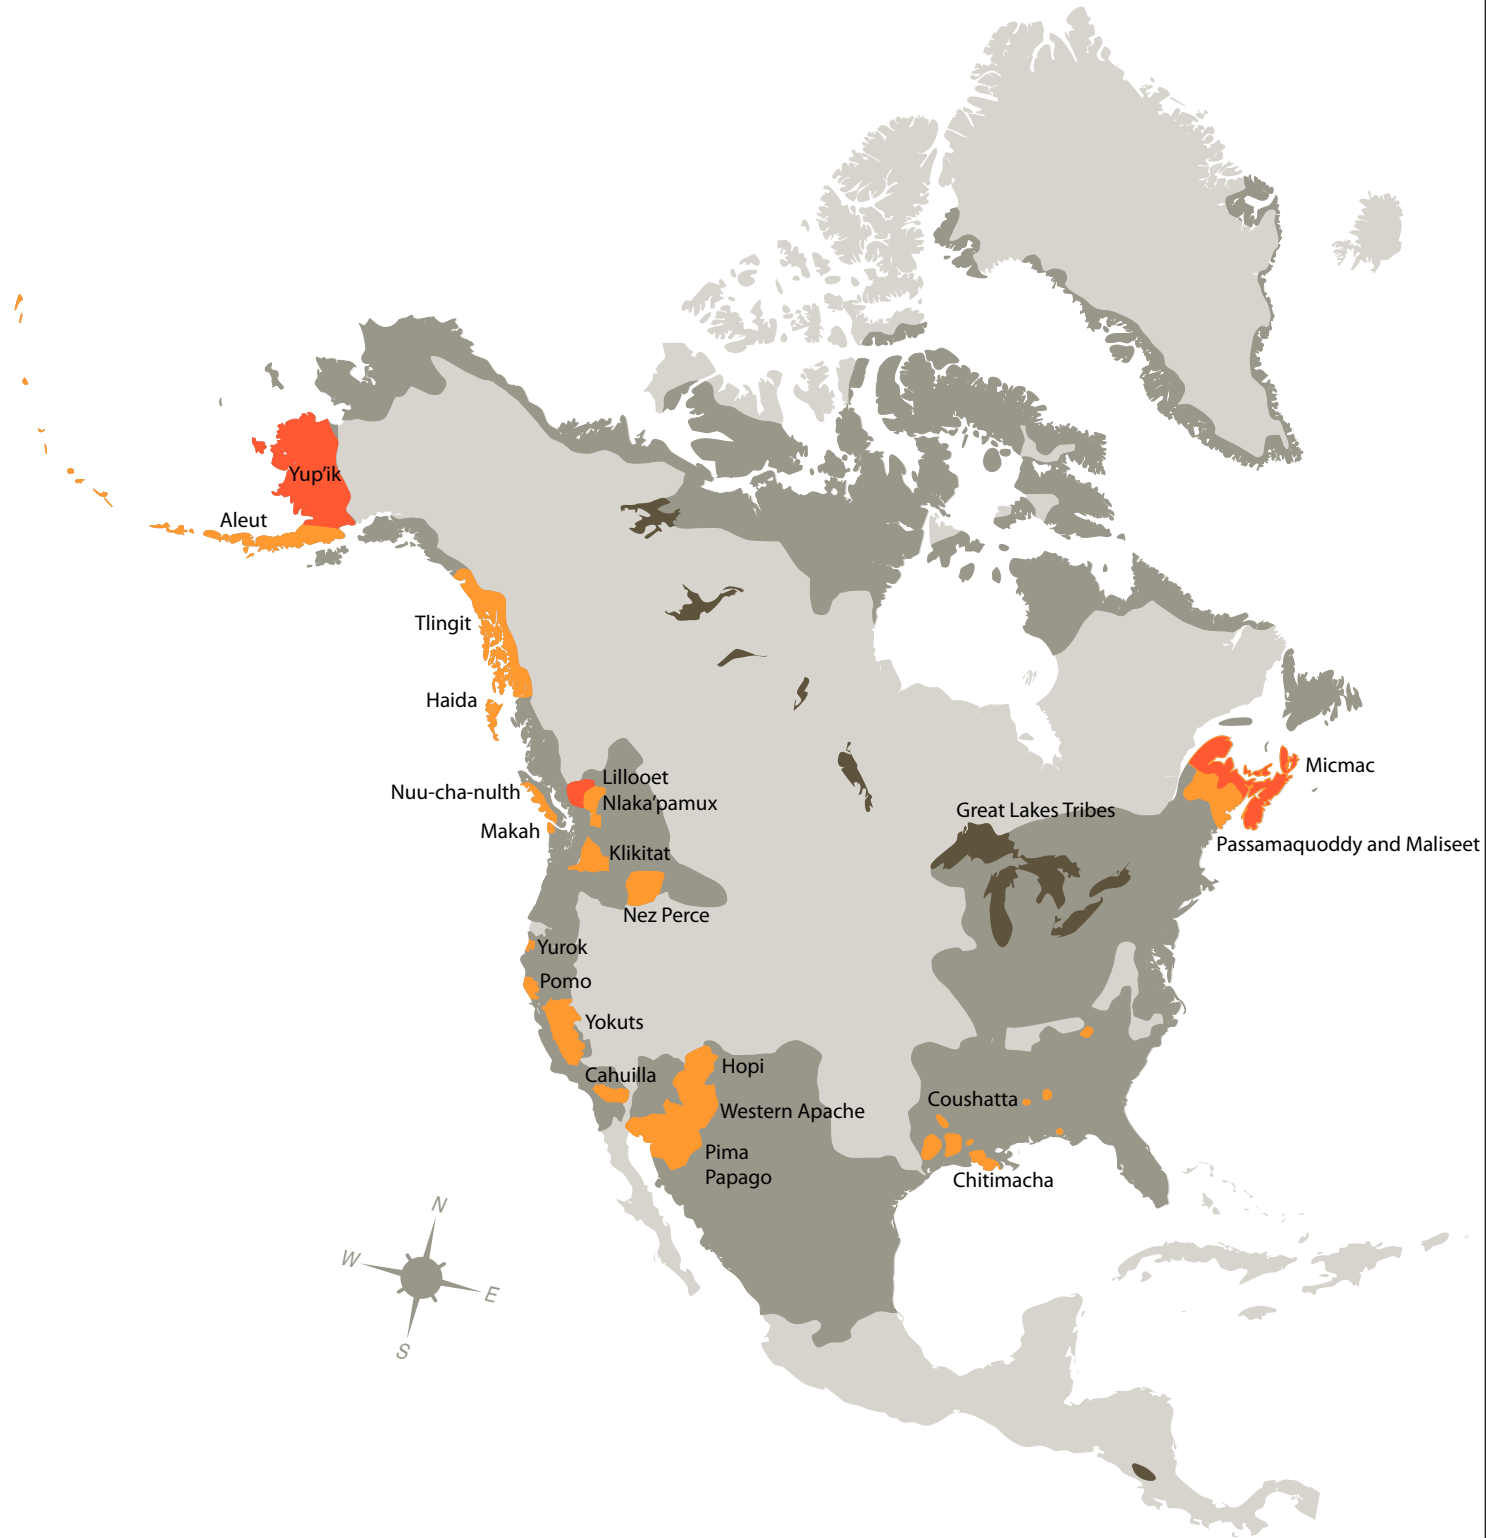 Yup'ik
Aleut
Tlingit
Haida
Lillooet
Micmac
Nuu-cha-nulth
Nlaka'pamux
Great Lakes Tribes
Makah
Passamaquoddy and Maliseet
Klikitat
Nez Perce
Yurok
Pomo
Yokuts
Hopi
Cahuilla
Coushatta
Western Apache
Pima
Papago
Chitimacha
N
W
E
S